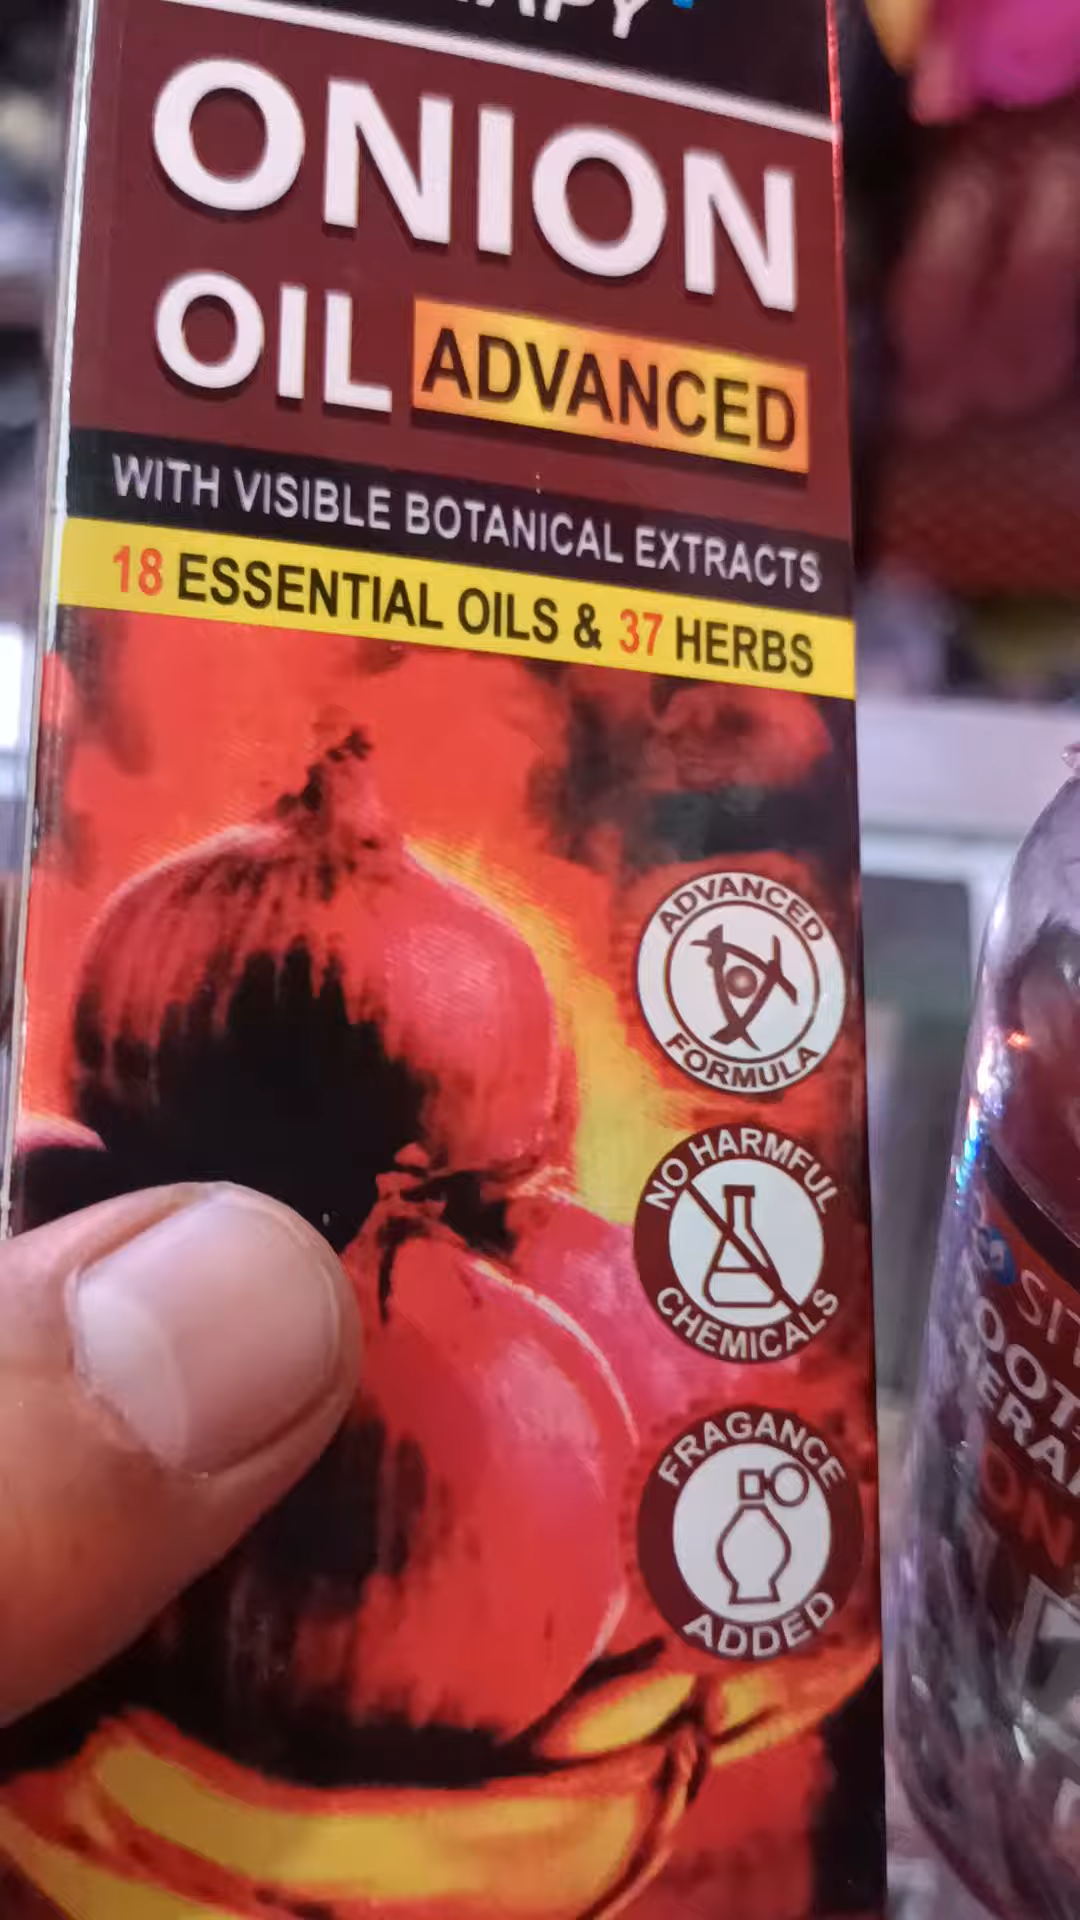 ONION
OIL ADVANCED
WITH VISIBLE BOTANICAL EXTRACTS
18 ESSENTIAL OILS & 37 HERBS
ADVANCED
FORMULA
NO HARMFUL
CHEMICALS
FRAGANCE
ADDED